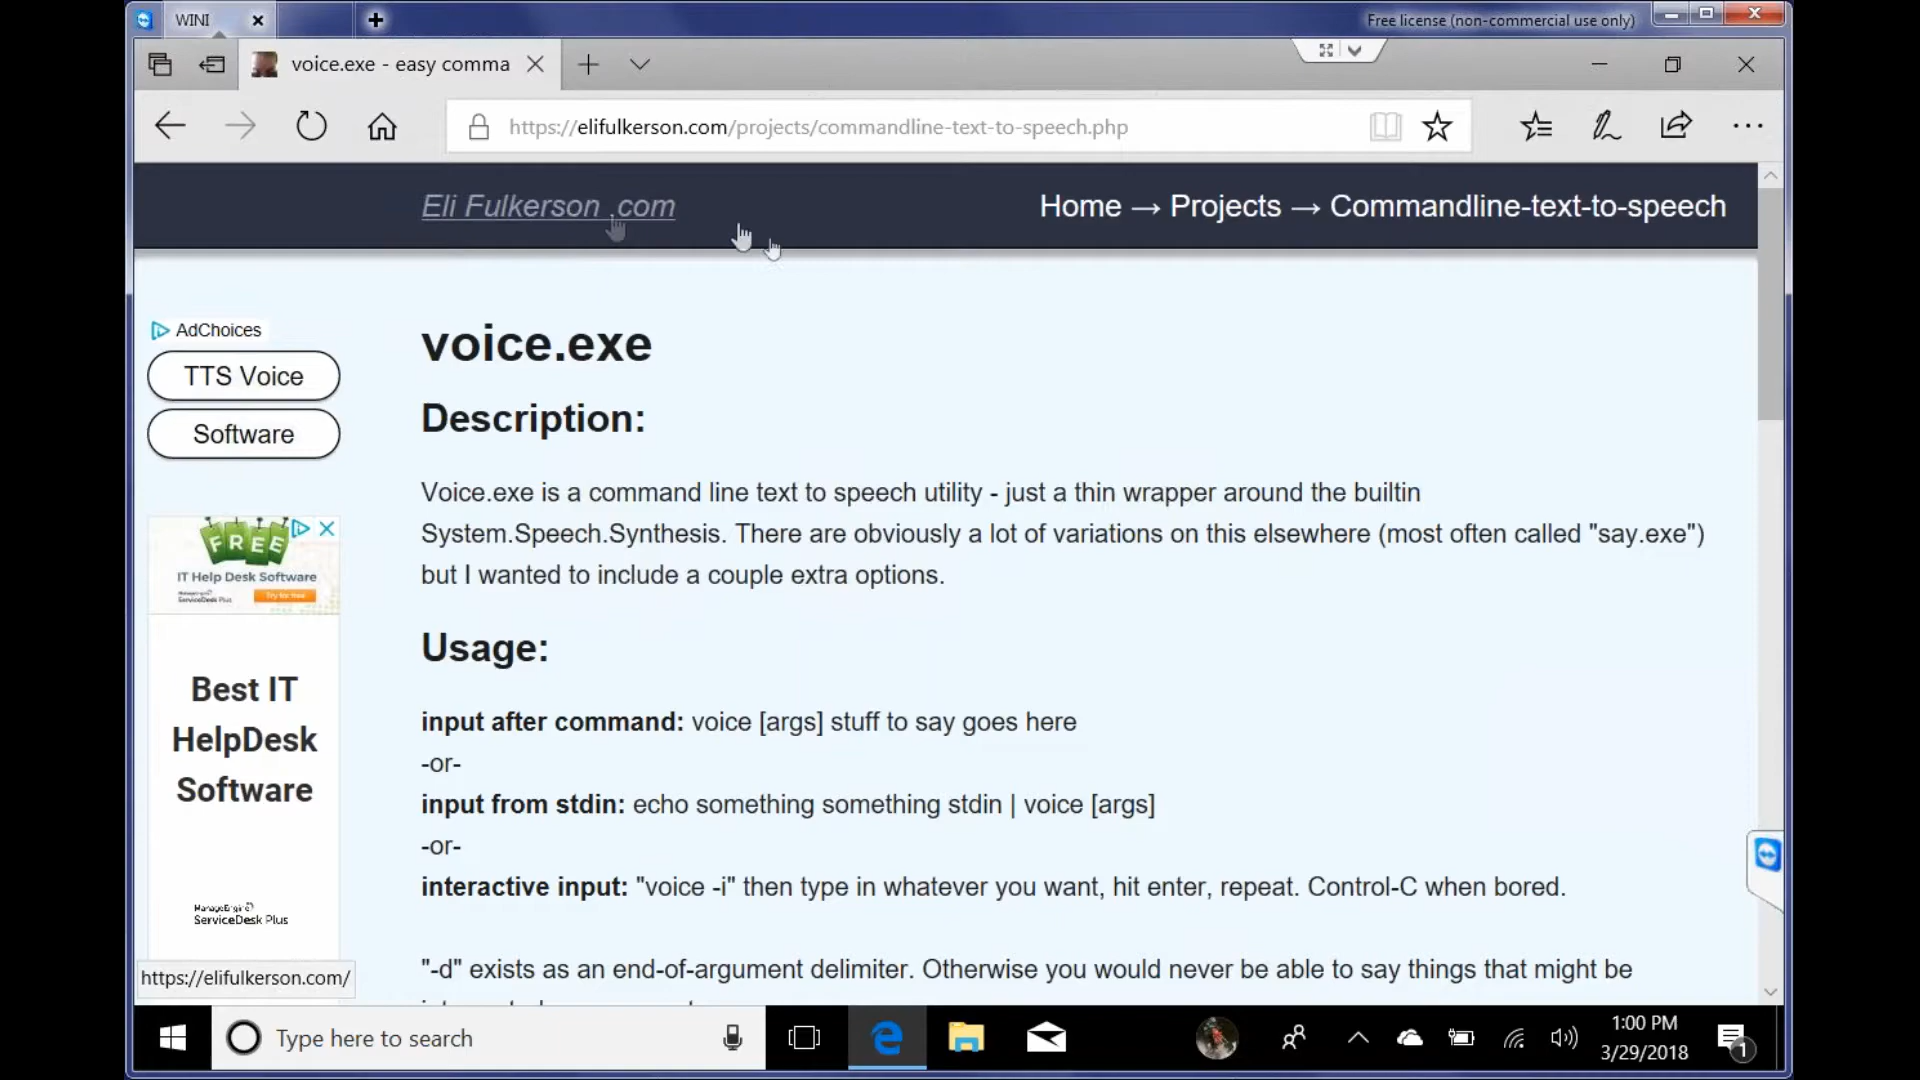 WINI
Free license (non-commercial use only)
voice.exe - easy comma
https://elifulkerson.com/projects/commandline-text-to-speech.php
Eli Fulkerson .com
Home → Projects → Commandline-text-to-speech
AdChoices
TTS Voice
Software
FREE
IT Help Desk Software
ManageEngine
ServiceDesk Plus
Try for free
Best IT
HelpDesk
Software
ManageEngine
ServiceDesk Plus
voice.exe
Description:
Voice.exe is a command line text to speech utility - just a thin wrapper around the builtin
System.Speech.Synthesis. There are obviously a lot of variations on this elsewhere (most often called "say.exe")
but I wanted to include a couple extra options.
Usage:
input after command: voice [args] stuff to say goes here
-or-
input from stdin: echo something something stdin | voice [args]
-or-
interactive input: "voice -i" then type in whatever you want, hit enter, repeat. Control-C when bored.
"-d" exists as an end-of-argument delimiter. Otherwise you would never be able to say things that might be
https://elifulkerson.com/
Type here to search
1:00 PM
3/29/2018
1